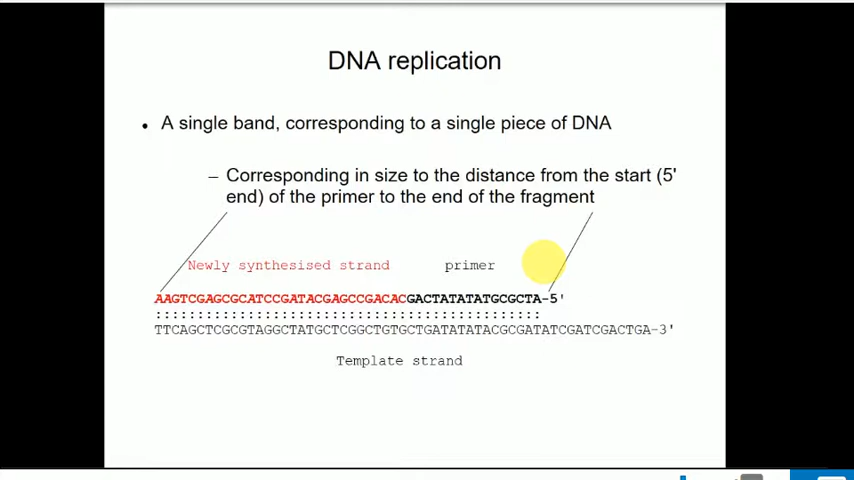 DNA replication
• A single band, corresponding to a single piece of DNA
– Corresponding in size to the distance from the start (5'
end) of the primer to the end of the fragment
Newly synthesised strand primer
AAGTCGAGCGCATCCGATACGAGCCGACACGACTATATATGCGCTA-5'
::::::::::::::::::::::::::::::::::::::::::::::
TTCAGCTCGCGTAGGCTATGCTCGGCTGTGCTGATATATACGCGATATCGATCGACTGA-3'
Template strand